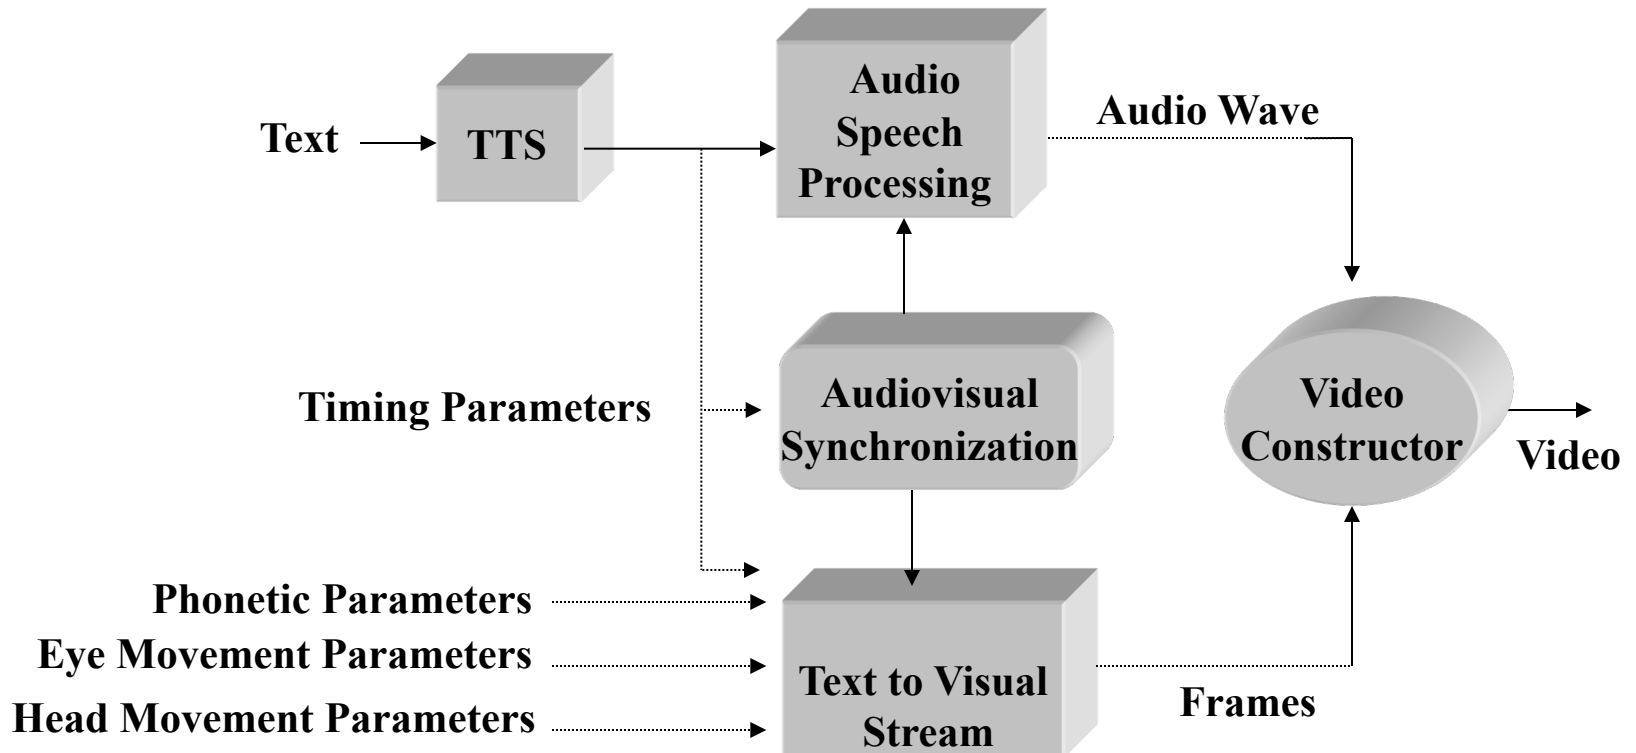 Text
TTS
Audio
Speech
Processing
Audio Wave
Timing Parameters
Audiovisual
Synchronization
Video
Constructor
Video
Phonetic Parameters
Eye Movement Parameters
Head Movement Parameters
Text to Visual
Stream
Frames